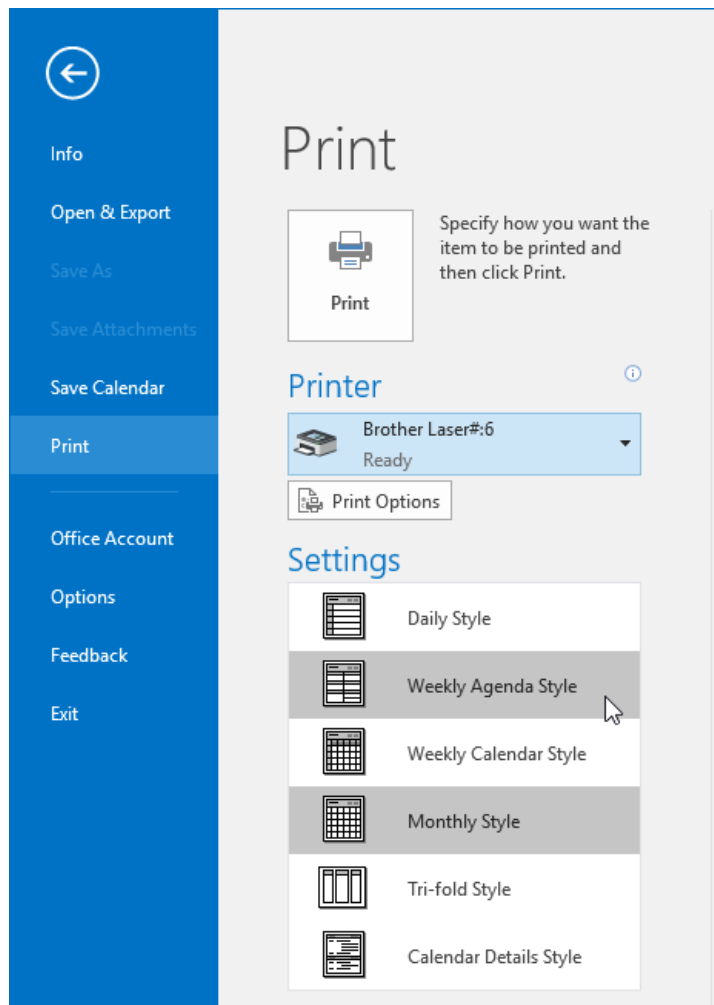 Info
Open & Export
Save As
Save Attachments
Save Calendar
Print
Office Account
Options
Feedback
Exit
Print
Print
Specify how you want the
item to be printed and
then click Print.
Printer
Brother Laser#:6
Ready
Print Options
Settings
Daily Style
Weekly Agenda Style
Weekly Calendar Style
Monthly Style
Tri-fold Style
Calendar Details Style